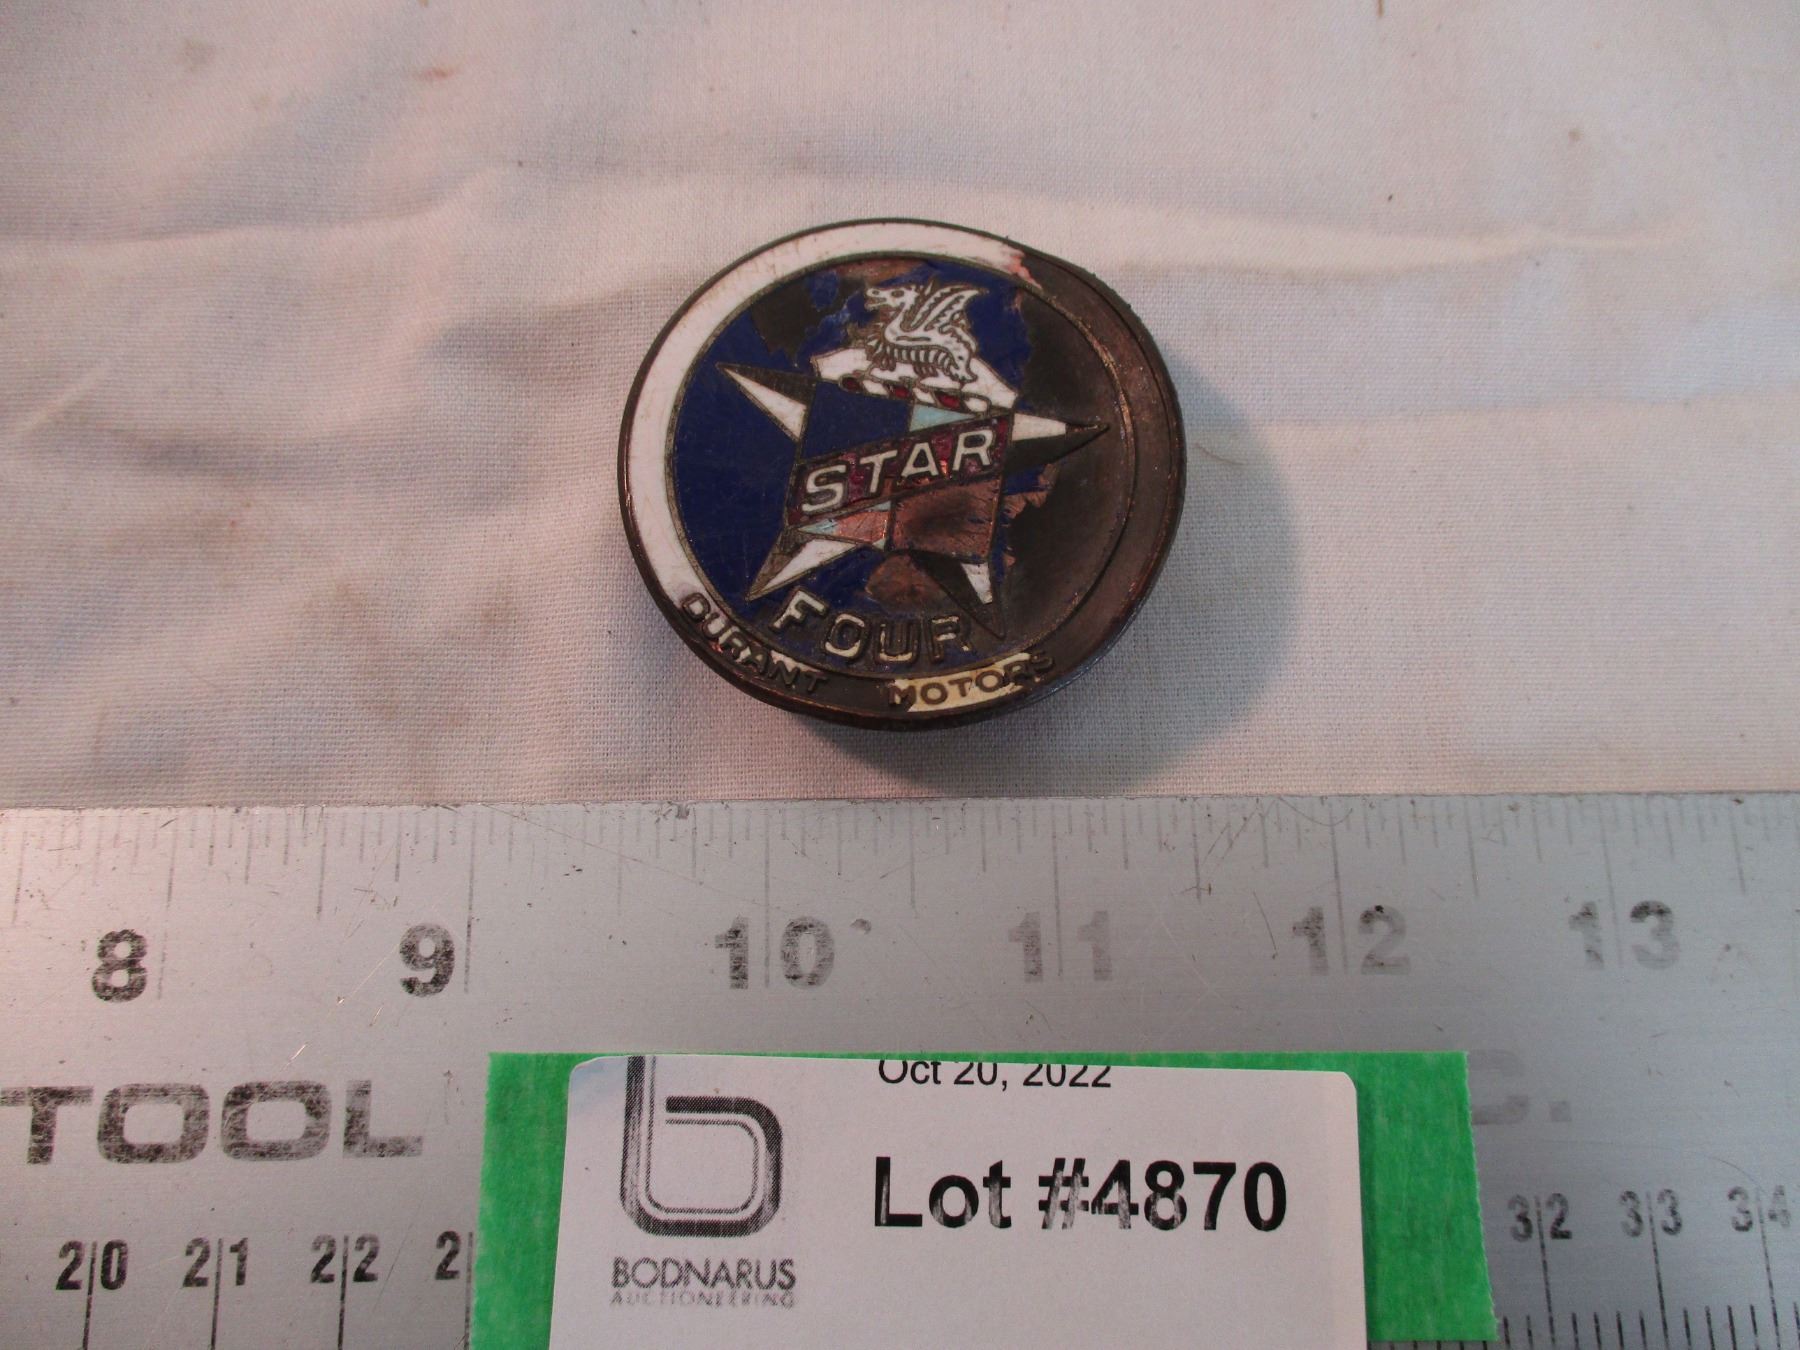 STAR
FOUR
DURANT MOTORS
8 9 10 11 12 13
TOOL
Oct 20, 2022
Lot #4870
BODNARUS
AUCTIONEERING
20 21 22 2 32 33 34